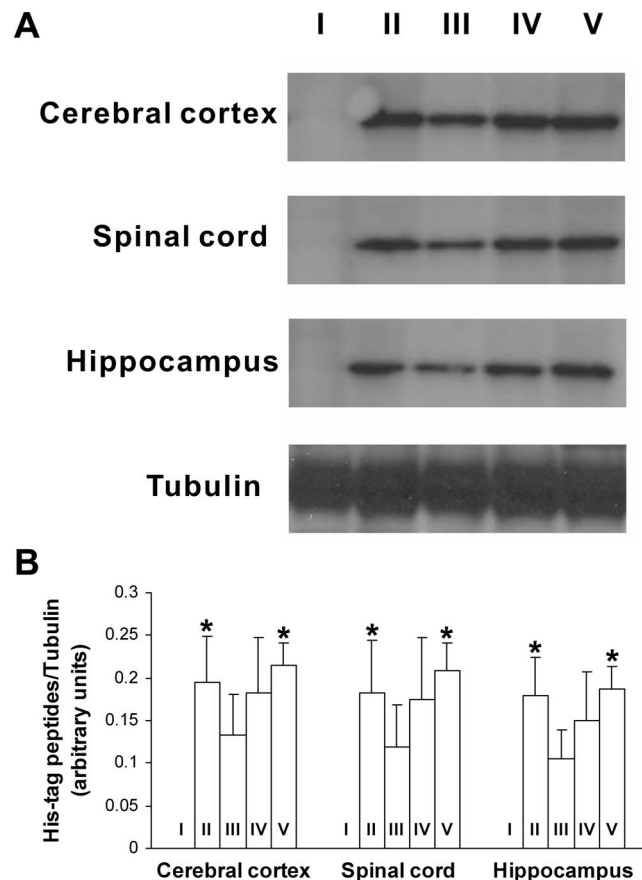 A
I II III IV V
Cerebral cortex
Spinal cord
Hippocampus
Tubulin
B
His-tag peptides/Tubulin
(arbitrary units)
0.3
0.25
0.2
0.15
0.1
0.05
0
* * * * * *
I II III IV V I II III IV V I II III IV V
Cerebral cortex Spinal cord Hippocampus